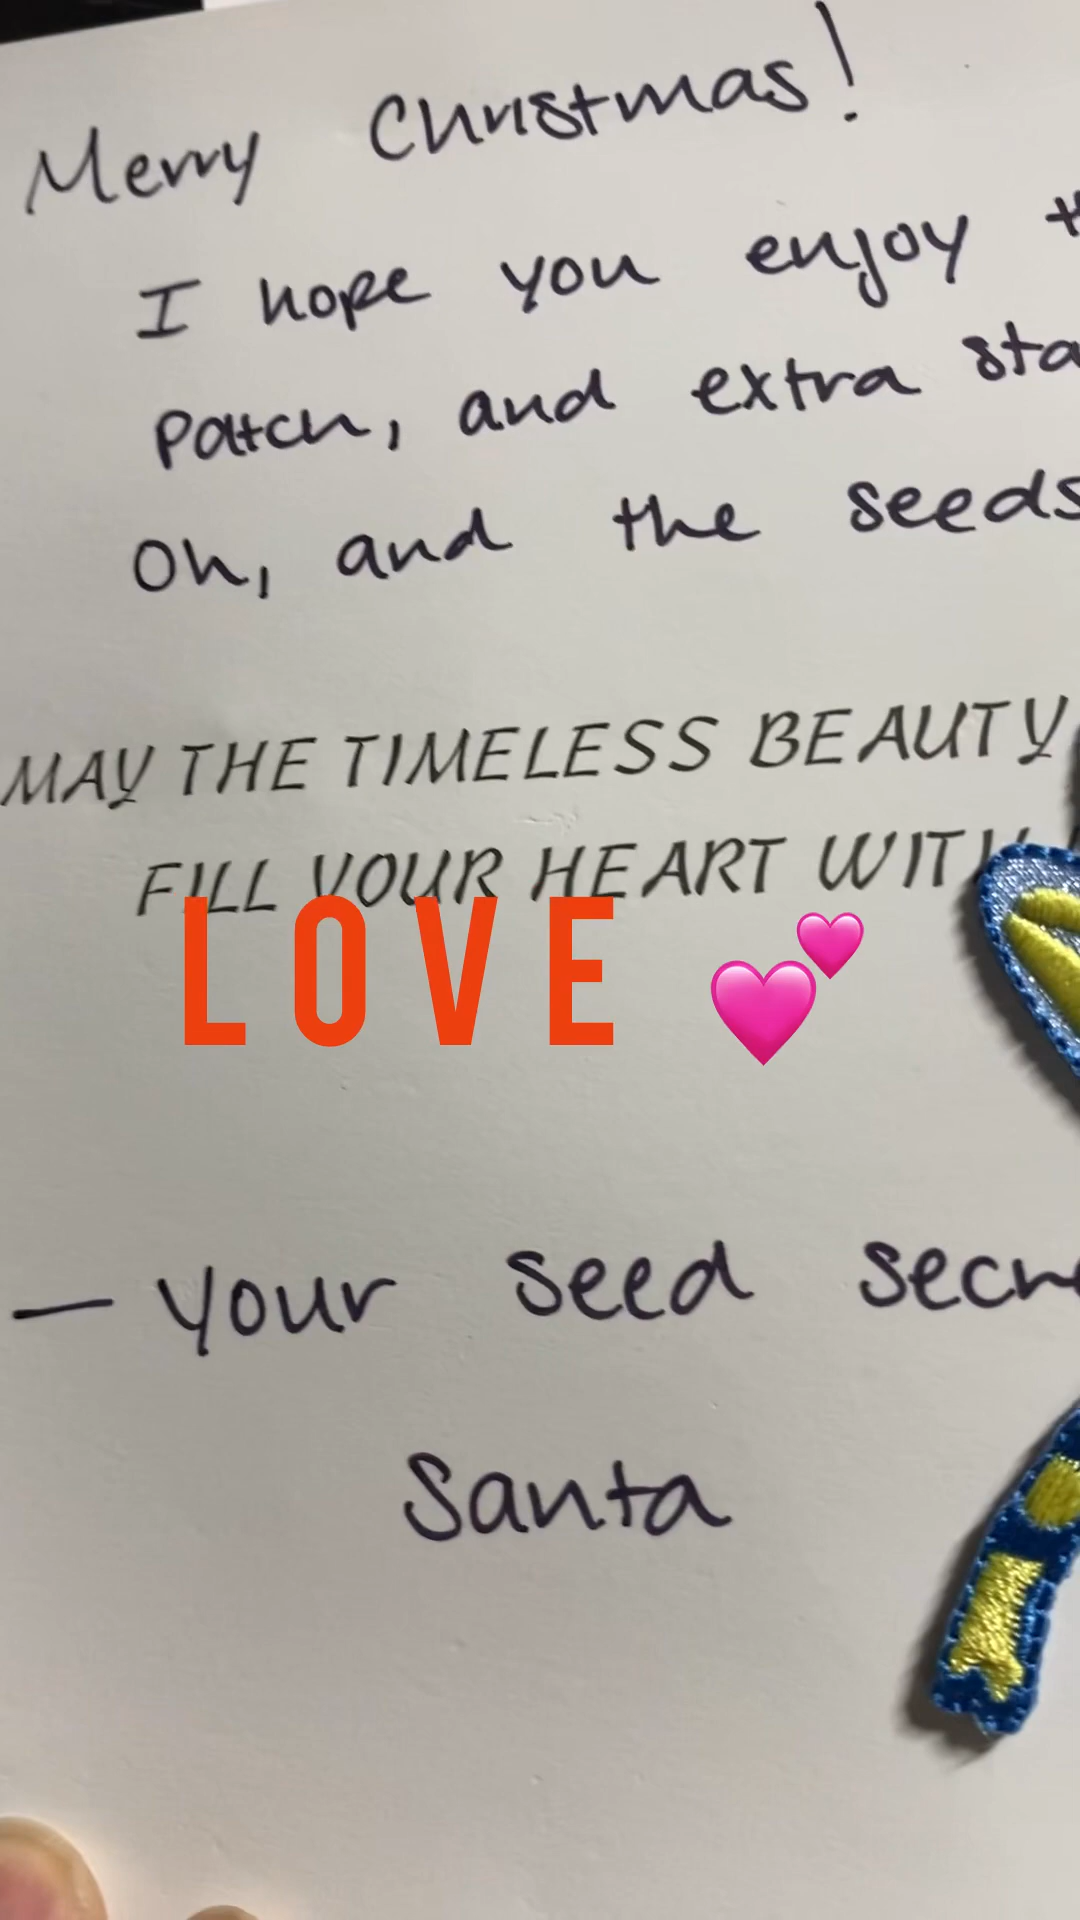 Merry Christmas!
I hope you enjoy
patch, and extra
Oh, and the seeds
MAY THE TIMELESS BEAUTY
FILL YOUR HEART
LOVE 💕
— your seed
Santa